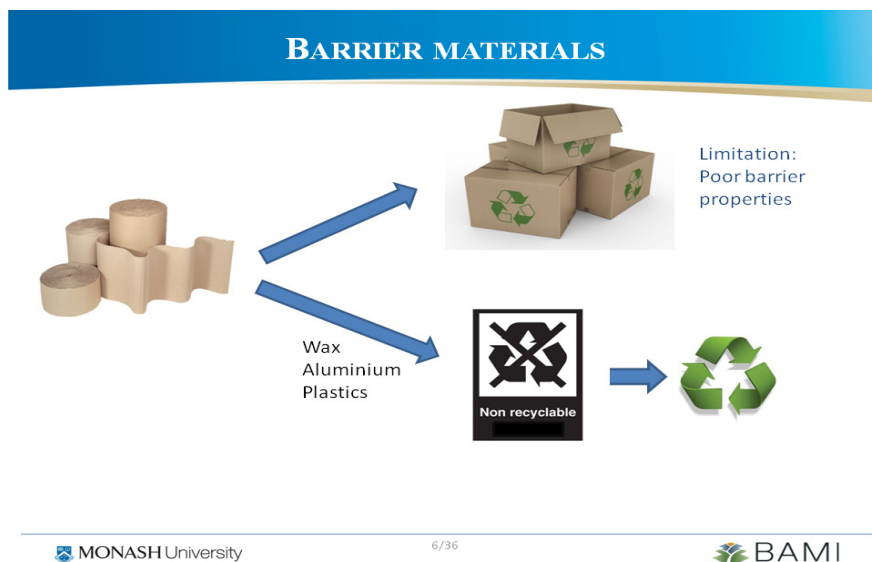 BARRIER MATERIALS
Limitation:
Poor barrier
properties
Wax
Aluminium
Plastics
Non recyclable
MONASH University
6/36
BAMI